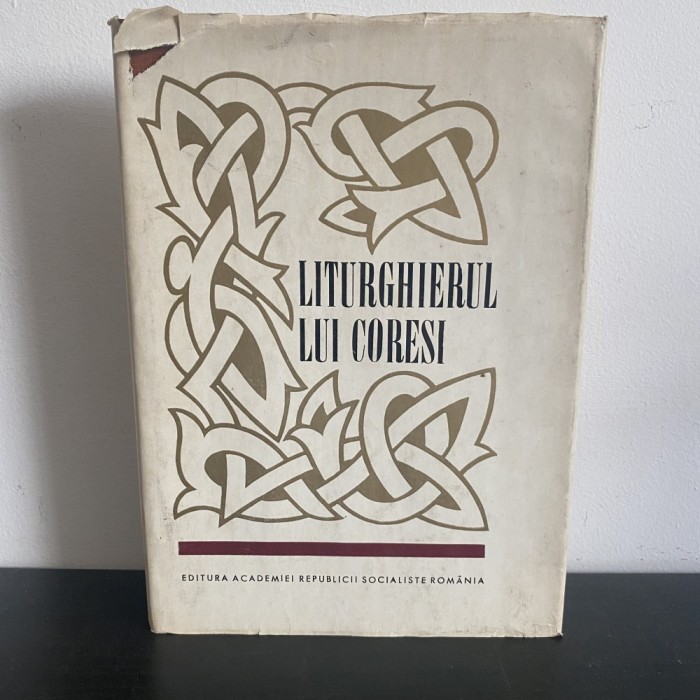 LITURGHIERUL
LUI CORESI
EDITURA ACADEMIEI REPUBLICII SOCIALISTE ROMÂNIA